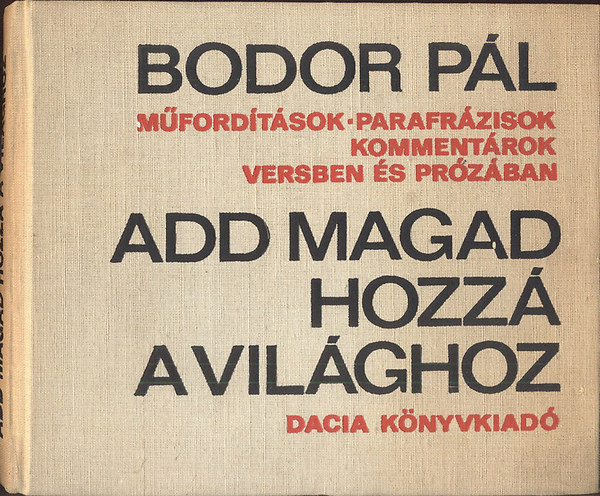 BODOR PÁL
MŰFORDÍTÁSOK·PARAFRÁZISOK
KOMMENTÁROK
VERSBEN ÉS PRÓZÁBAN
ADD MAGAD
HOZZÁ
A VILÁGHOZ
DACIA KÖNYVKIADÓ